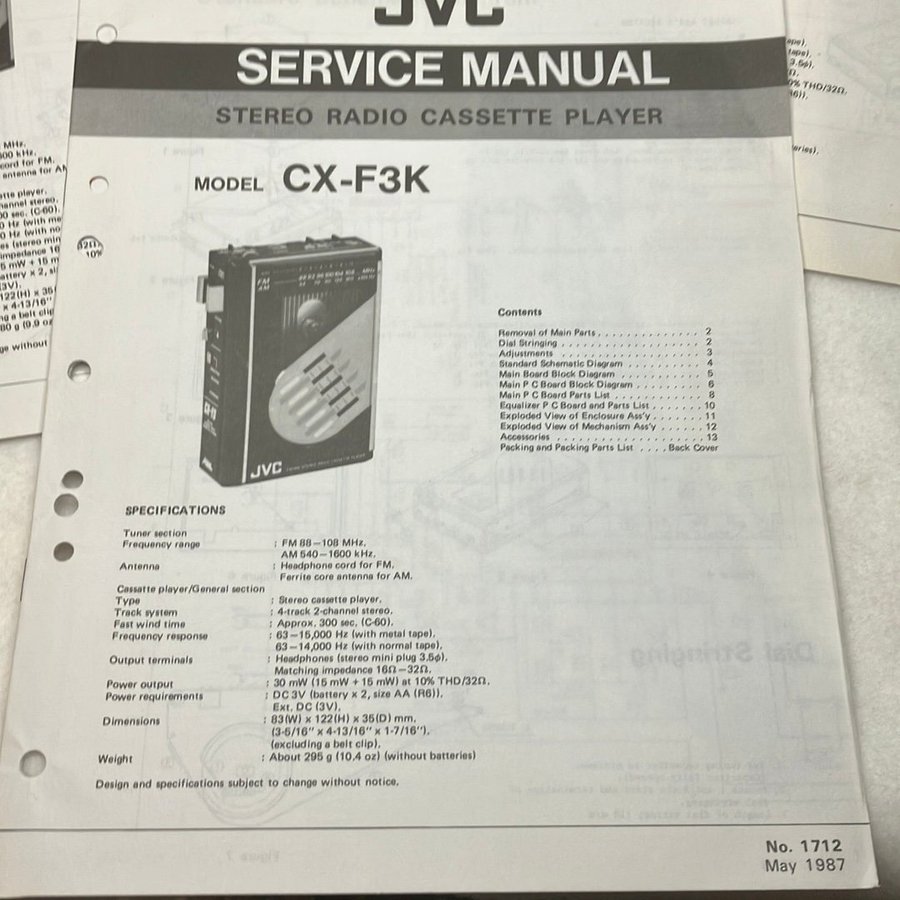 JVC
SERVICE MANUAL
STEREO RADIO CASSETTE PLAYER
MODEL CX-F3K
FM
AM
MHz
JVC
Contents
Removal of Main Parts . . . . . . . . . . . . . . 2
Dial Stringing . . . . . . . . . . . . . . . . . . 2
Adjustments . . . . . . . . . . . . . . . . . . 3
Standard Schematic Diagram . . . . . . . . . . 4
Main Board Block Diagram . . . . . . . . . . . 5
Main P C Board Block Diagram . . . . . . . . . 6
Main P C Board Parts List . . . . . . . . . . . 8
Equalizer P C Board and Parts List . . . . . . . 10
Exploded View of Enclosure Ass'y . . . . . . . 11
Exploded View of Mechanism Ass'y . . . . . . 12
Accessories . . . . . . . . . . . . . . . . . . . 13
Packing and Packing Parts List . . . . Back Cover
SPECIFICATIONS
Tuner section
Frequency range : FM 88–108 MHz.
AM 540–1600 kHz.
Antenna : Headphone cord for FM.
Ferrite core antenna for AM.
Cassette player/General section
Type : Stereo cassette player.
Track system : 4-track 2-channel stereo.
Fast wind time : Approx. 300 sec. (C-60).
Frequency response : 63–15,000 Hz (with metal tape).
63–14,000 Hz (with normal tape).
Output terminals : Headphones (stereo mini plug 3.5ϕ).
Matching impedance 16Ω–32Ω.
Power output : 30 mW (15 mW + 15 mW) at 10% THD/32Ω.
Power requirements : DC 3V (battery x 2, size AA (R6)).
Ext. DC (3V).
Dimensions : 83(W) x 122(H) x 35(D) mm.
(3-5/16" x 4-13/16" x 1-7/16").
(excluding a belt clip).
Weight : About 295 g (10.4 oz) (without batteries)
Design and specifications subject to change without notice.
No. 1712
May 1987